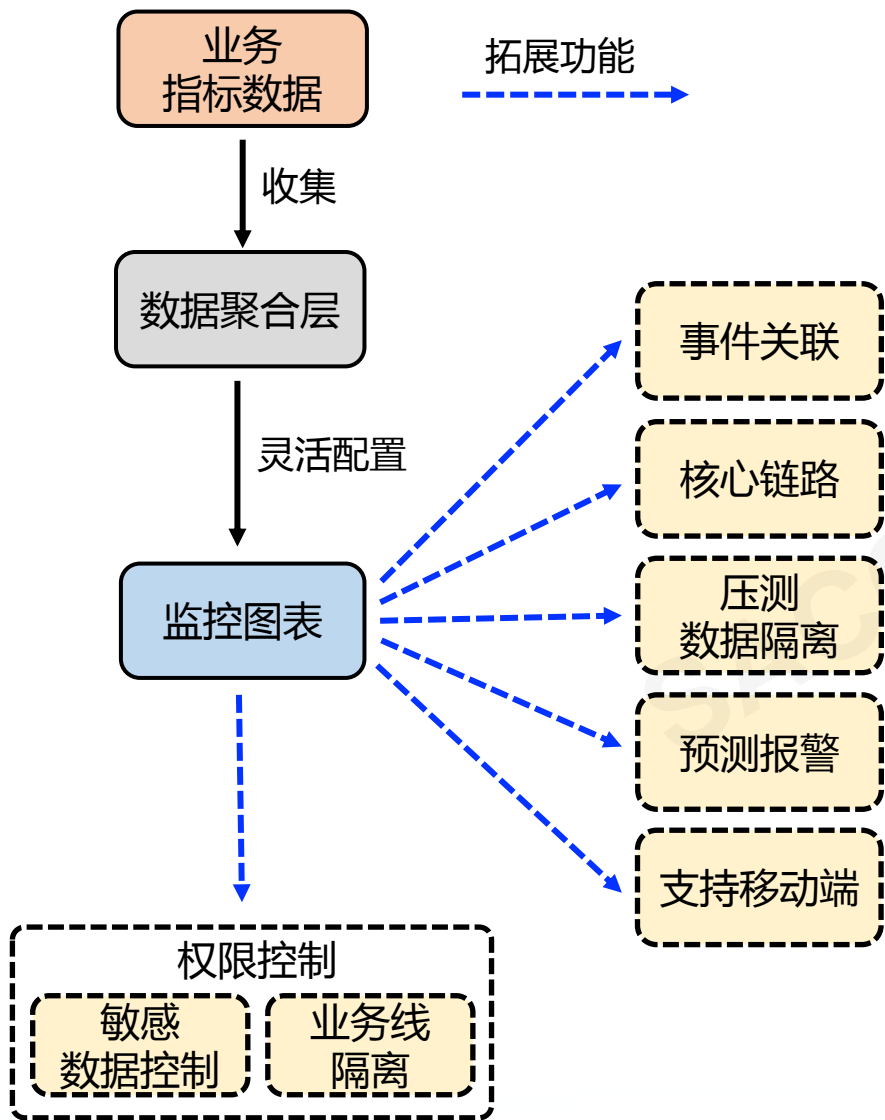 业务
指标数据
拓展功能
收集
数据聚合层
灵活配置
监控图表
事件关联
核心链路
压测
数据隔离
预测报警
支持移动端
权限控制
敏感
数据控制
业务线
隔离